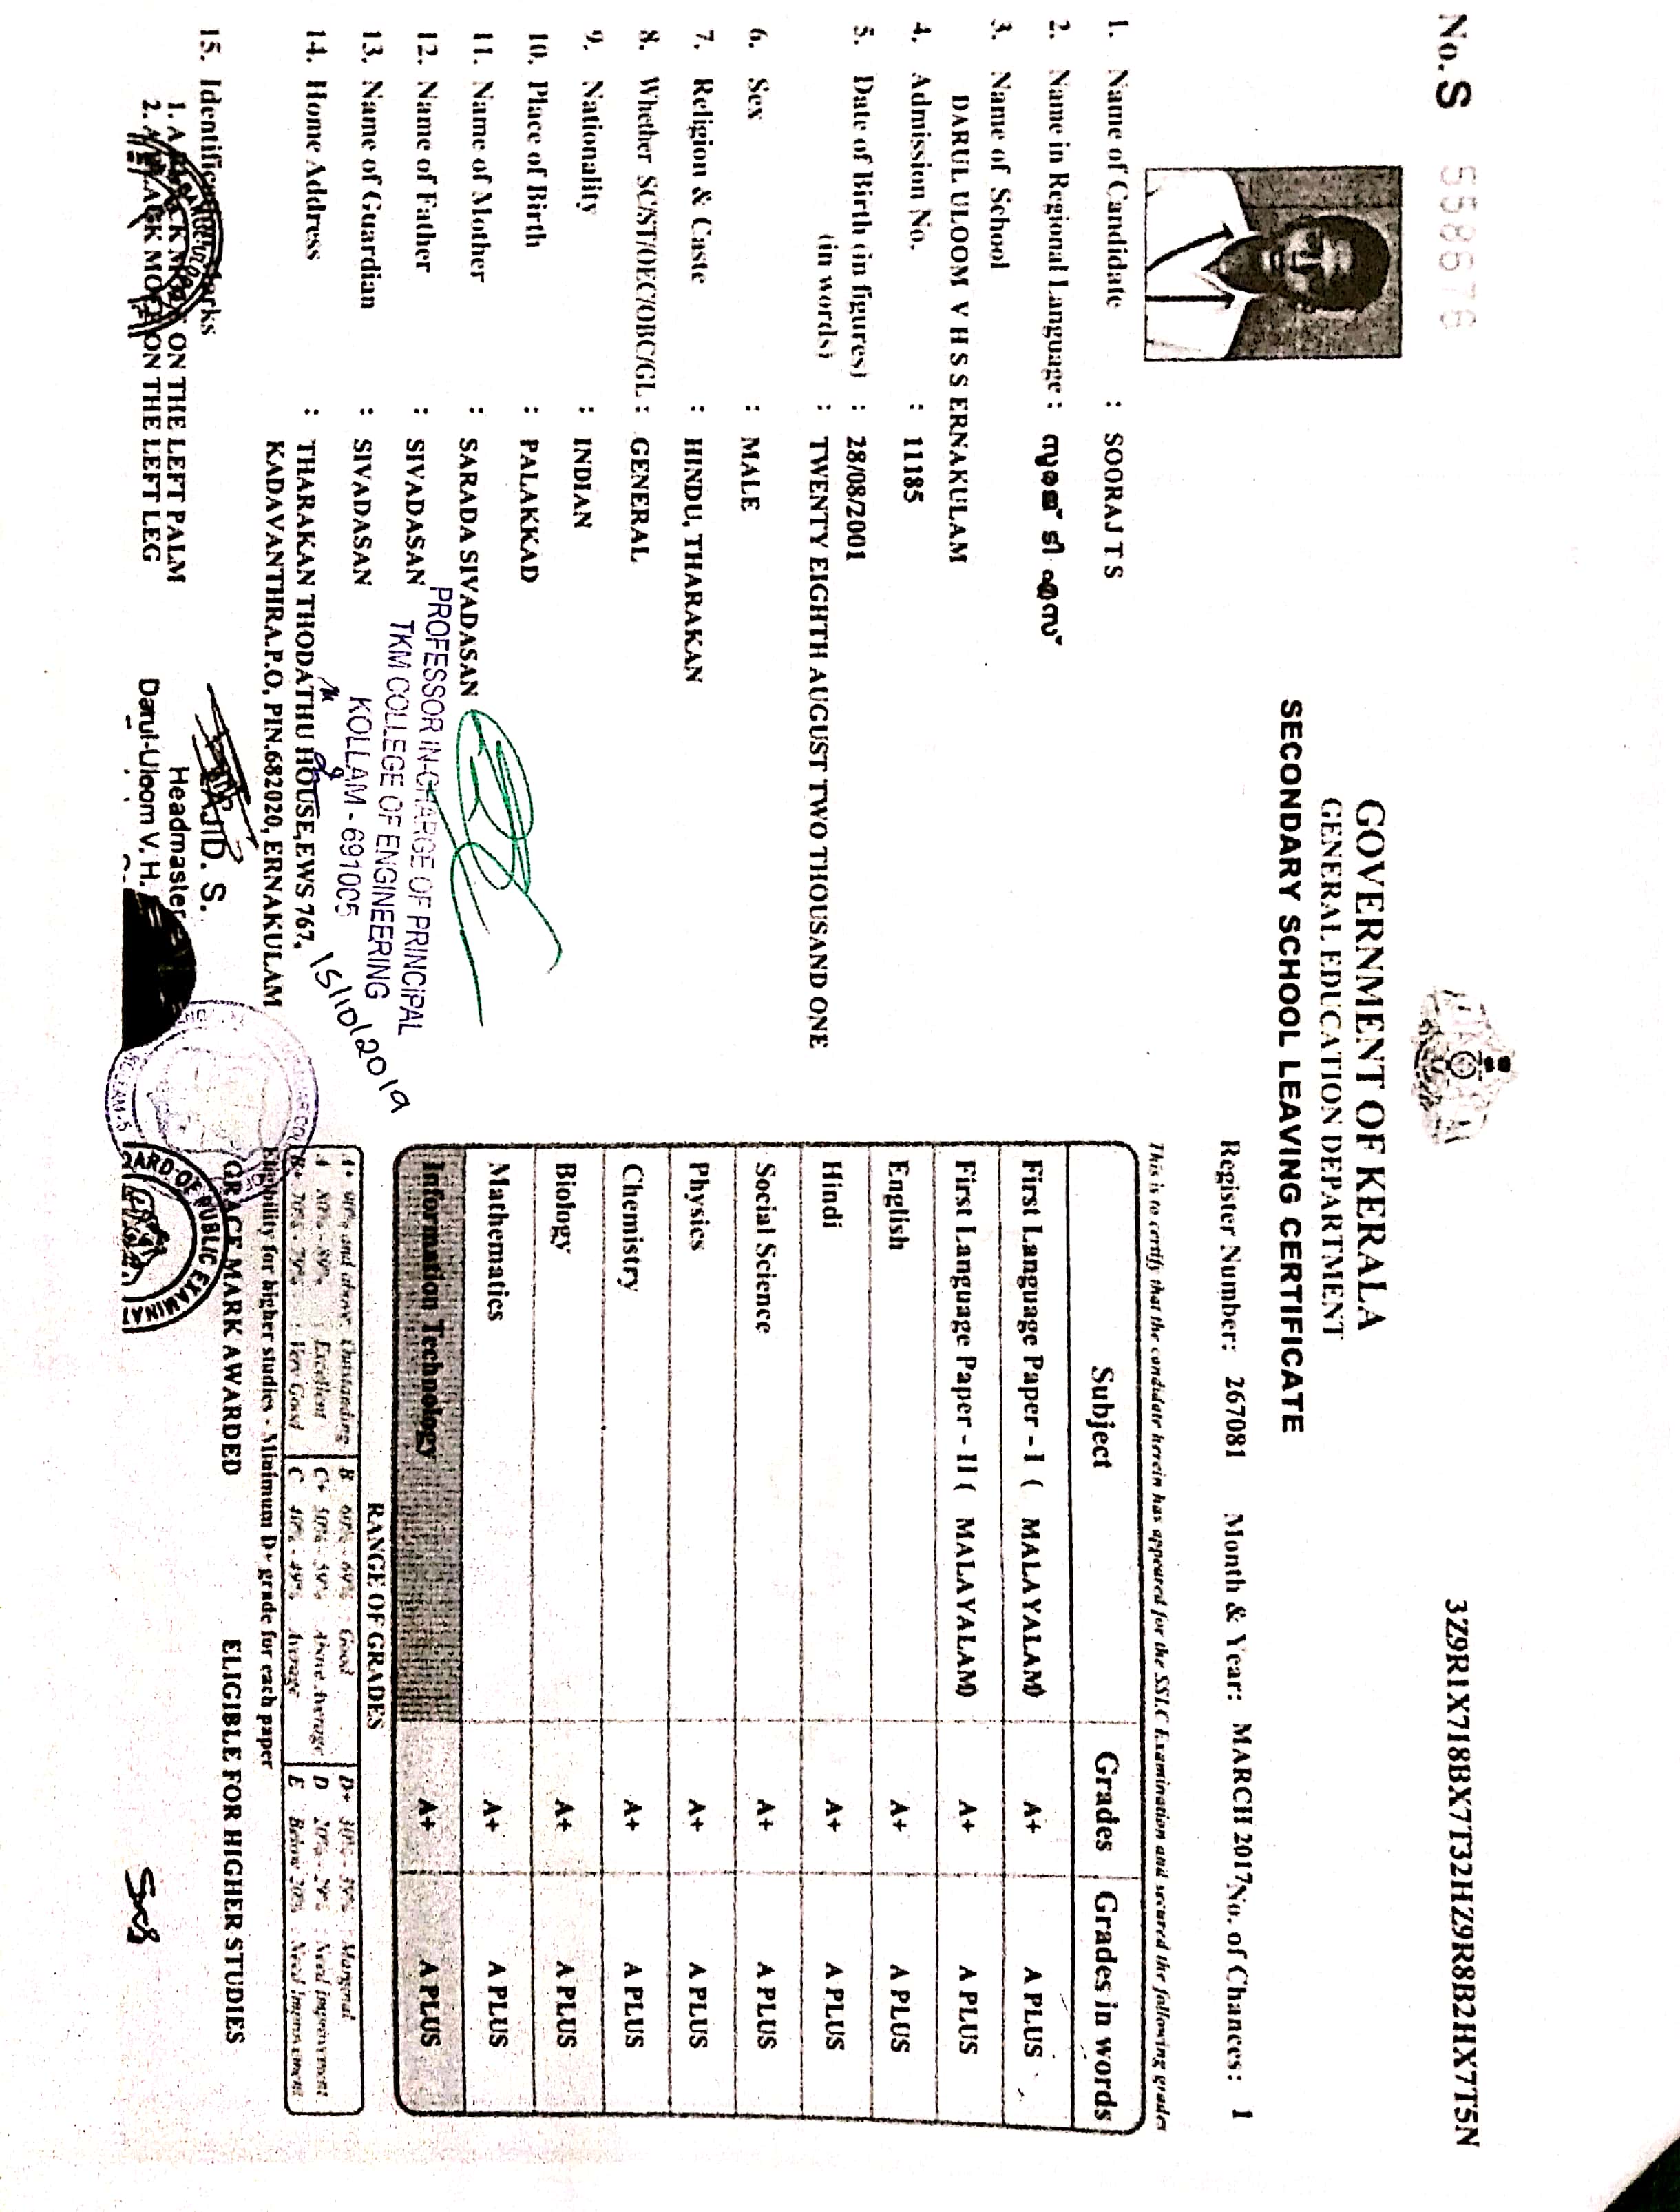 No. S 558676
3Z9R1X7I8BX7T32HZ9R8B2HX7T5N
GOVERNMENT OF KERALA
GENERAL EDUCATION DEPARTMENT
SECONDARY SCHOOL LEAVING CERTIFICATE
1. Name of Candidate : SOORAJ T S
2. Name in Regional Language : സൂരജ് ടി എസ്
3. Name of School
DARUL ULOOM V H S S ERNAKULAM
4. Admission No. : 11185
5. Date of Birth (in figures) : 28/08/2001
(in words) : TWENTY EIGHTH AUGUST TWO THOUSAND ONE
6. Sex : MALE
7. Religion & Caste : HINDU, THARAKAN
8. Whether SC/ST/OEC/OBC/GL : GENERAL
9. Nationality : INDIAN
10. Place of Birth : PALAKKAD
11. Name of Mother : SARADA SIVADASAN
12. Name of Father : SIVADASAN
13. Name of Guardian : SIVADASAN
14. Home Address : THARAKAN THODATHU HOUSE,EWS 767,
KADAVANTHRA.P.O, PIN.682020, ERNAKULAM
PROFESSOR IN-CHARGE OF PRINCIPAL
TKM COLLEGE OF ENGINEERING
KOLLAM - 691005
15/10/2019
15. Identification Marks
1. A BLACK MOLE ON THE LEFT PALM
2. A BLACK MOLE ON THE LEFT LEG
SAJID. S.
Headmaster
Darul-Uloom V. H.
Register Number: 267081 Month & Year: MARCH 2017 No. of Chances: 1
This is to certify that the candidate herein has appeared for the SSLC Examination and secured the following grades
Subject Grades Grades in words
First Language Paper - I ( MALAYALAM) A+ A PLUS
First Language Paper - II ( MALAYALAM) A+ A PLUS
English A+ A PLUS
Hindi A+ A PLUS
Social Science A+ A PLUS
Physics A+ A PLUS
Chemistry A+ A PLUS
Biology A+ A PLUS
Mathematics A+ A PLUS
Information Technology A+ A PLUS
RANGE OF GRADES
A+ 90% and above Outstanding B 60% - 69% Good D+ 30% - 39% Marginal
A 80% - 89% Excellent C+ 50% - 59% Above Average D 20% - 29% Need improvement
B+ 70% - 79% Very Good C 40% - 49% Average E Below 20% Need Improvement
Eligibility for higher studies - Minimum D+ grade for each paper
GRACE MARK AWARDED ELIGIBLE FOR HIGHER STUDIES
BOARD OF PUBLIC EXAMINAT